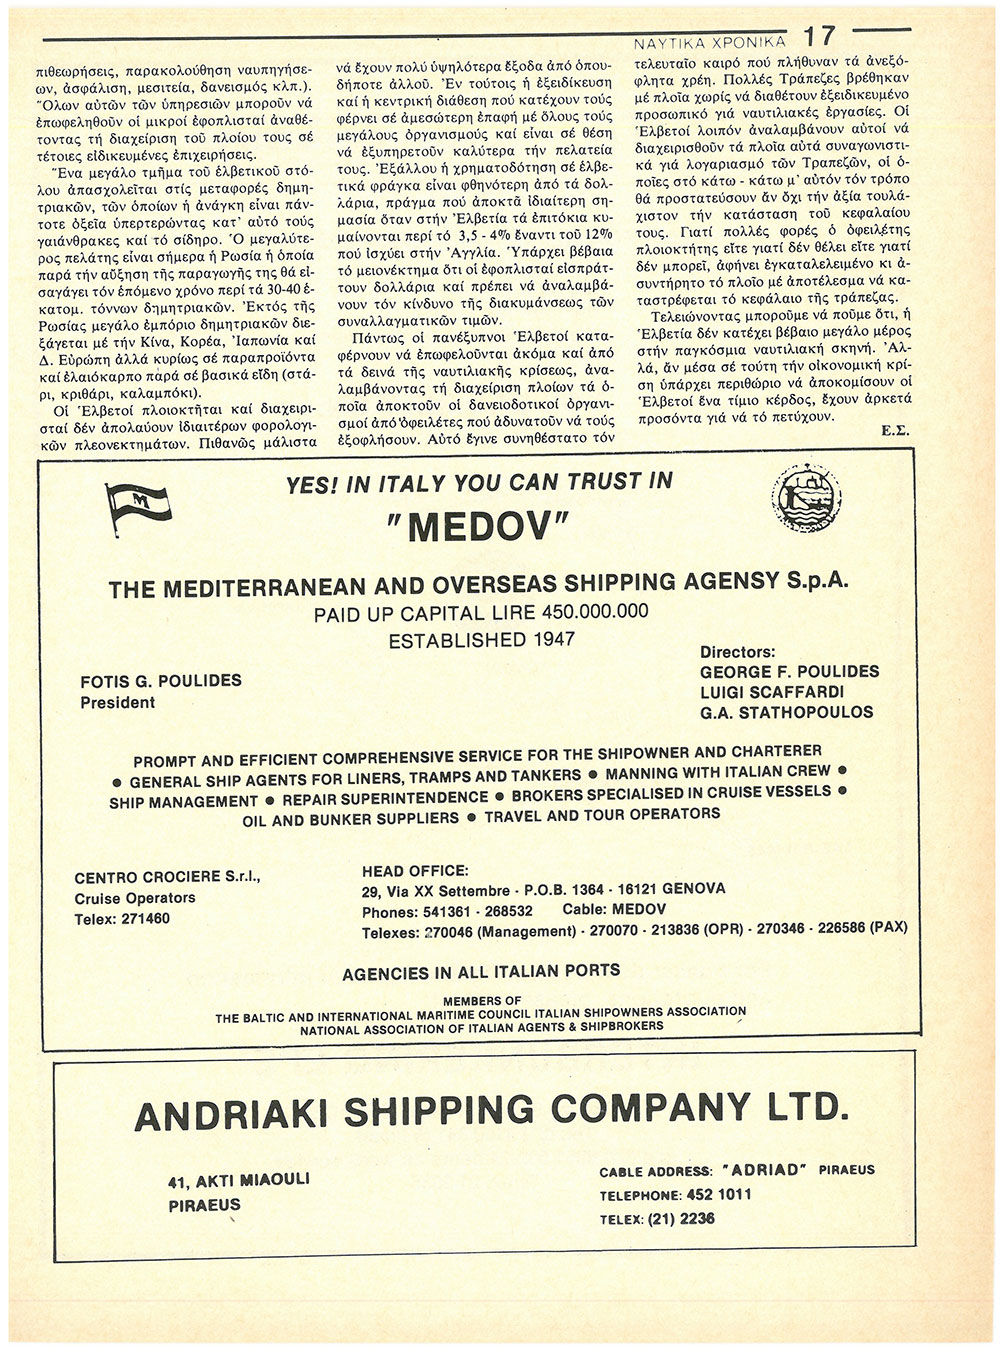 ΝΑΥΤΙΚΑ ΧΡΟΝΙΚΑ 17
πιθεωρήσεις, παρακολούθηση ναυπηγήσε-
ων, ἀσφάλιση, μεσιτεία, δανεισμός κλπ.).
Ὅλων αὐτῶν τῶν ὑπηρεσιῶν μποροῦν νά
ἐπωφεληθοῦν οἱ μικροί ἐφοπλισταί ἀναθέ-
τοντας τή διαχείριση τοῦ πλοίου τους σέ
τέτοιες εἰδικευμένες ἐπιχειρήσεις.
Ἕνα μεγάλο τμῆμα τοῦ ἑλβετικοῦ στό-
λου ἀπασχολεῖται στίς μεταφορές δημη-
τριακῶν, τῶν ὁποίων ἡ ἀνάγκη εἶναι πάν-
τοτε ὀξεῖα ὑπερτερώντας κατ' αὐτό τούς
γαιάνθρακες καί τό σίδηρο. Ὁ μεγαλύτε-
ρος πελάτης εἶναι σήμερα ἡ Ρωσία ἡ ὁποία
παρά τήν αὔξηση τῆς παραγωγῆς της θά εἰ-
σαγάγει τόν ἑπόμενο χρόνο περί τά 30-40 ἑ-
κατομ. τόννων δημητριακῶν. Ἐκτός τῆς
Ρωσίας μεγάλο ἐμπόριο δημητριακῶν διε-
ξάγεται μέ τήν Κίνα, Κορέα, Ἰαπωνία καί
Δ. Εὐρώπη ἀλλά κυρίως σέ παραπροϊόντα
καί ἐλαιόκαρπο πάρά σέ βασικά εἴδη (στά-
ρι, κριθάρι, καλαμπόκι).
Οἱ Ἑλβετοί πλοιοκτῆται καί διαχειρι-
σταί δέν ἀπολαύουν ἰδιαιτέρων φορολογι-
κῶν πλεονεκτημάτων. Πιθανῶς μάλιστα
νά ἔχουν πολύ ὑψηλότερα ἔξοδα ἀπό ὁπου-
δήποτε ἀλλοῦ. Ἐν τούτοις ἡ ἐξειδίκευση
καί ἡ κεντρική διάθεση πού κατέχουν τούς
φέρνει σέ ἀμεσώτερη ἐπαφή μέ ὅλους τούς
μεγάλους ὀργανισμούς καί εἶναι σέ θέση
νά ἐξυπηρετοῦν καλύτερα τήν πελατεία
τους. Ἐξάλλου ἡ χρηματοδότηση σέ ἑλβε-
τικά φράγκα εἶναι φθηνότερη ἀπό τά δολ-
λάρια, πράγμα πού ἀποκτᾶ ἰδιαίτερη ση-
μασία ὅταν στήν Ἑλβετία τά ἐπιτόκια κυ-
μαίνονται περί τό 3,5 - 4% ἔναντι τοῦ 12%
πού ἰσχύει στήν Ἀγγλία. Ὑπάρχει βέβαια
τό μειονέκτημα ὅτι οἱ ἐφοπλισταί εἰσπράτ-
τουν δολλάρια καί πρέπει νά ἀναλαμβά-
νουν τόν κίνδυνο τῆς διακυμάνσεως τῶν
συναλλαγματικῶν τιμῶν.
Πάντως οἱ πανέξυπνοι Ἑλβετοί κατα-
φέρνουν νά ἐπωφελοῦνται ἀκόμα καί ἀπό
τά δεινά τῆς ναυτιλιακῆς κρίσεως, ἀνα-
λαμβάνοντας τή διαχείριση πλοίων τά ὁ-
ποῖα ἀποκτοῦν οἱ δανειοδοτικοί ὀργανι-
σμοί ἀπό ὀφειλέτες πού ἀδυνατοῦν νά τούς
ἐξοφλήσουν. Αὐτό ἔγινε συνηθέστατο τόν
τελευταῖο καιρό πού πλήθυναν τά ἀνεξό-
φλητα χρέη. Πολλές Τράπεζες βρέθηκαν
μέ πλοῖα χωρίς νά διαθέτουν ἐξειδικευμένο
προσωπικό γιά ναυτιλιακές ἐργασίες. Οἱ
Ἑλβετοί λοιπόν ἀναλαμβάνουν αὐτοί νά
διαχειρισθοῦν τά πλοῖα αὐτά συναγωνιστι-
κά γιά λογαριασμό τῶν Τραπεζῶν, οἱ ὁ-
ποῖες στό κάτω - κάτω μ' αὐτόν τόν τρόπο
θά προστατεύσουν ἄν ὄχι τήν ἀξία τουλά-
χιστον τήν κατάσταση τοῦ κεφαλαίου
τους. Γιατί πολλές φορές ὁ ὀφειλέτης
πλοιοκτήτης εἴτε γιατί δέν θέλει εἴτε γιατί
δέν μπορεῖ, ἀφήνει ἐγκαταλελειμένο κι ἀ-
συντήρητο τό πλοῖο μέ ἀποτέλεσμα νά κα-
ταστρέφεται τό κεφάλαιο τῆς τράπεζας.
Τελειώνοντας μποροῦμε νά ποῦμε ὅτι, ἡ
Ἑλβετία δέν κατέχει βέβαιο μεγάλο μέρος
στήν παγκόσμια ναυτιλιακή σκηνή. Ἀλ-
λά, ἄν μέσα σέ τούτη τήν οἰκονομική κρί-
ση ὑπάρχει περιθώριο νά ἀποκομίσουν οἱ
Ἑλβετοί ἕνα τίμιο κέρδος, ἔχουν ἀρκετά
προσόντα γιά νά τό πετύχουν.
Ε.Σ.
YES! IN ITALY YOU CAN TRUST IN
M
"MEDOV"
THE MEDITERRANEAN AND OVERSEAS SHIPPING AGENSY S.p.A.
PAID UP CAPITAL LIRE 450.000.000
ESTABLISHED 1947
FOTIS G. POULIDES
President
Directors:
GEORGE F. POULIDES
LUIGI SCAFFARDI
G.A. STATHOPOULOS
PROMPT AND EFFICIENT COMPREHENSIVE SERVICE FOR THE SHIPOWNER AND CHARTERER
● GENERAL SHIP AGENTS FOR LINERS, TRAMPS AND TANKERS ● MANNING WITH ITALIAN CREW ●
SHIP MANAGEMENT ● REPAIR SUPERINTENDENCE ● BROKERS SPECIALISED IN CRUISE VESSELS ●
OIL AND BUNKER SUPPLIERS ● TRAVEL AND TOUR OPERATORS
CENTRO CROCIERE S.r.l.,
Cruise Operators
Telex: 271460
HEAD OFFICE:
29, Via XX Settembre - P.O.B. 1364 - 16121 GENOVA
Phones: 541361 - 268532 Cable: MEDOV
Telexes: 270046 (Management) - 270070 - 213836 (OPR) - 270346 - 226586 (PAX)
AGENCIES IN ALL ITALIAN PORTS
MEMBERS OF
THE BALTIC AND INTERNATIONAL MARITIME COUNCIL ITALIAN SHIPOWNERS ASSOCIATION
NATIONAL ASSOCIATION OF ITALIAN AGENTS & SHIPBROKERS
ANDRIAKI SHIPPING COMPANY LTD.
41, AKTI MIAOULI
PIRAEUS
CABLE ADDRESS: "ADRIAD" PIRAEUS
TELEPHONE: 452 1011
TELEX: (21) 2236